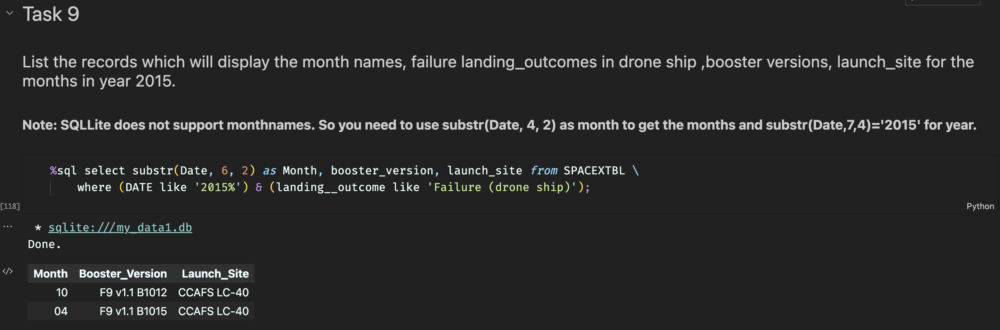 Task 9
List the records which will display the month names, failure landing_outcomes in drone ship ,booster versions, launch_site for the
months in year 2015.
Note: SQLLite does not support monthnames. So you need to use substr(Date, 4, 2) as month to get the months and substr(Date,7,4)='2015' for year.
%sql select substr(Date, 6, 2) as Month, booster_version, launch_site from SPACEXTBL \
where (DATE like '2015%') & (landing__outcome like 'Failure (drone ship)');
[118]
Python
* sqlite:///my_data1.db
Done.
Month Booster_Version Launch_Site
10 F9 v1.1 B1012 CCAFS LC-40
04 F9 v1.1 B1015 CCAFS LC-40